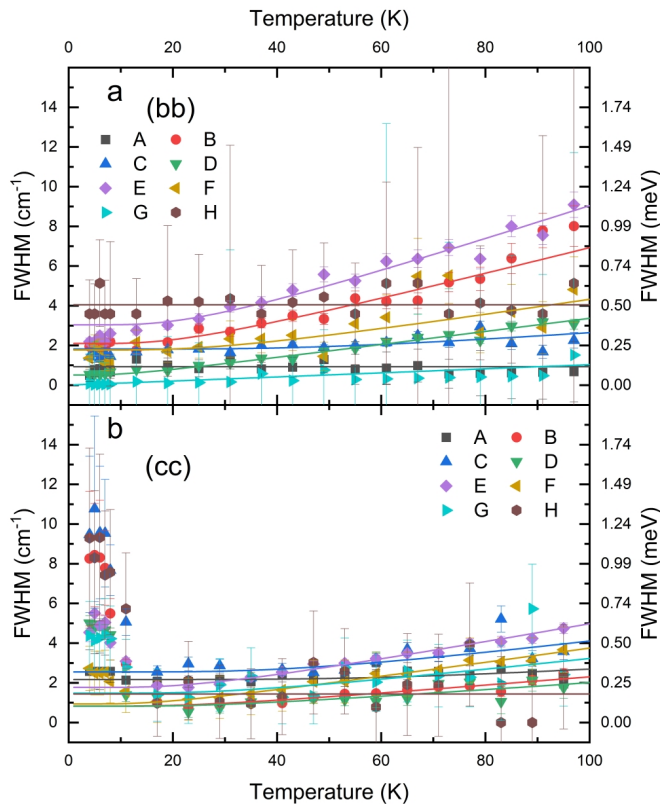 Temperature (K)
0 20 40 60 80 100
a
(bb)
A B
C D
E F
G H
14
12
10
8
6
4
2
0
FWHM (cm⁻¹)
1.74
1.49
1.24
0.99
0.74
0.50
0.25
0.00
FWHM (meV)
b
(cc)
A B
C D
E F
G H
14
12
10
8
6
4
2
0
FWHM (cm⁻¹)
1.74
1.49
1.24
0.99
0.74
0.50
0.25
0.00
FWHM (meV)
0 20 40 60 80 100
Temperature (K)